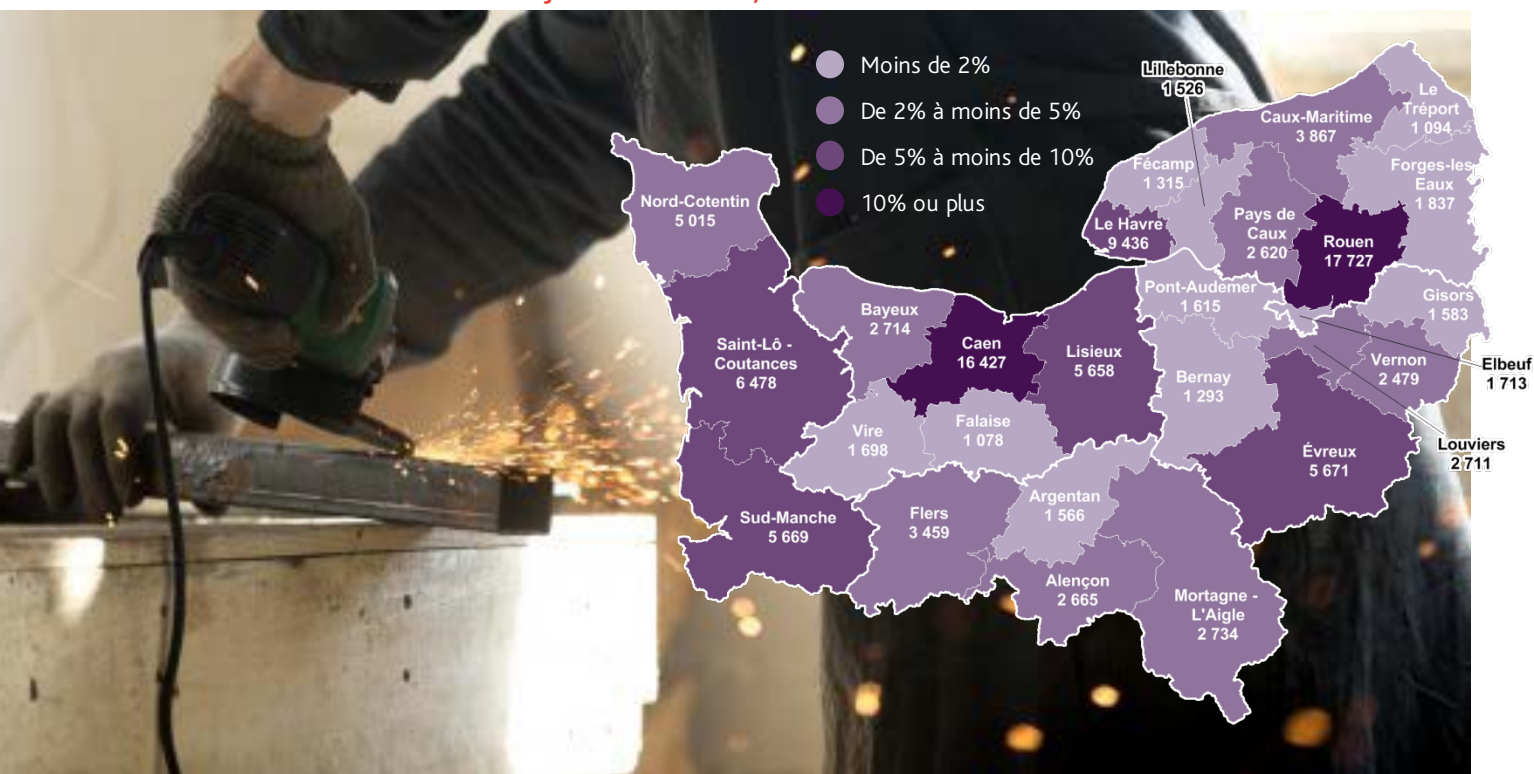 Moins de 2%
De 2% à moins de 5%
De 5% à moins de 10%
10% ou plus
Lillebonne
1 526
Le
Tréport
1 094
Caux-Maritime
3 867
Fécamp
1 315
Forges-les
Eaux
1 837
Nord-Cotentin
5 015
Le Havre
9 436
Pays de
Caux
2 620
Rouen
17 727
Pont-Audemer
1 615
Gisors
1 583
Bayeux
2 714
Caen
16 427
Lisieux
5 658
Saint-Lô -
Coutances
6 478
Vernon
2 479
Elbeuf
1 713
Bernay
1 293
Vire
1 698
Falaise
1 078
Louviers
2 711
Évreux
5 671
Sud-Manche
5 669
Flers
3 459
Argentan
1 566
Alençon
2 665
Mortagne -
L'Aigle
2 734